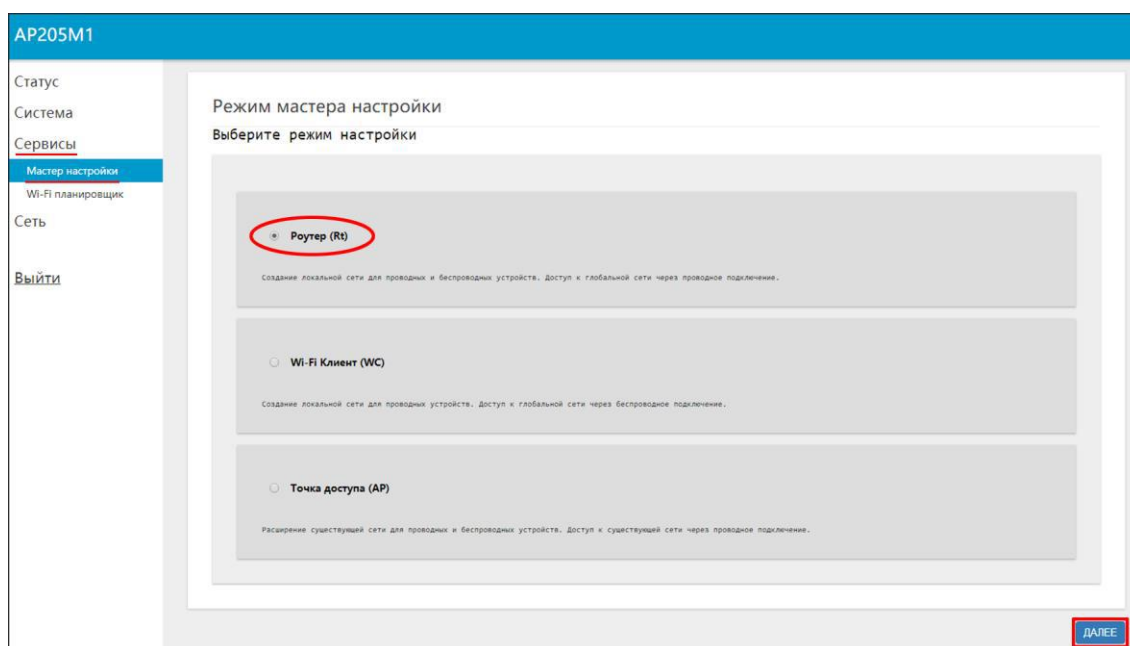 AP205M1
Статус
Система
Сервисы
Мастер настройки
Wi-Fi планировщик
Сеть
Выйти
Режим мастера настройки
Выберите режим настройки
Роутер (Rt)
Создание локальной сети для проводных и беспроводных устройств. Доступ к глобальной сети через проводное подключение.
Wi-Fi Клиент (WC)
Создание локальной сети для проводных устройств. Доступ к глобальной сети через беспроводное подключение.
Точка доступа (AP)
Расширение существующей сети для проводных и беспроводных устройств. Доступ к существующей сети через проводное подключение.
ДАЛЕЕ